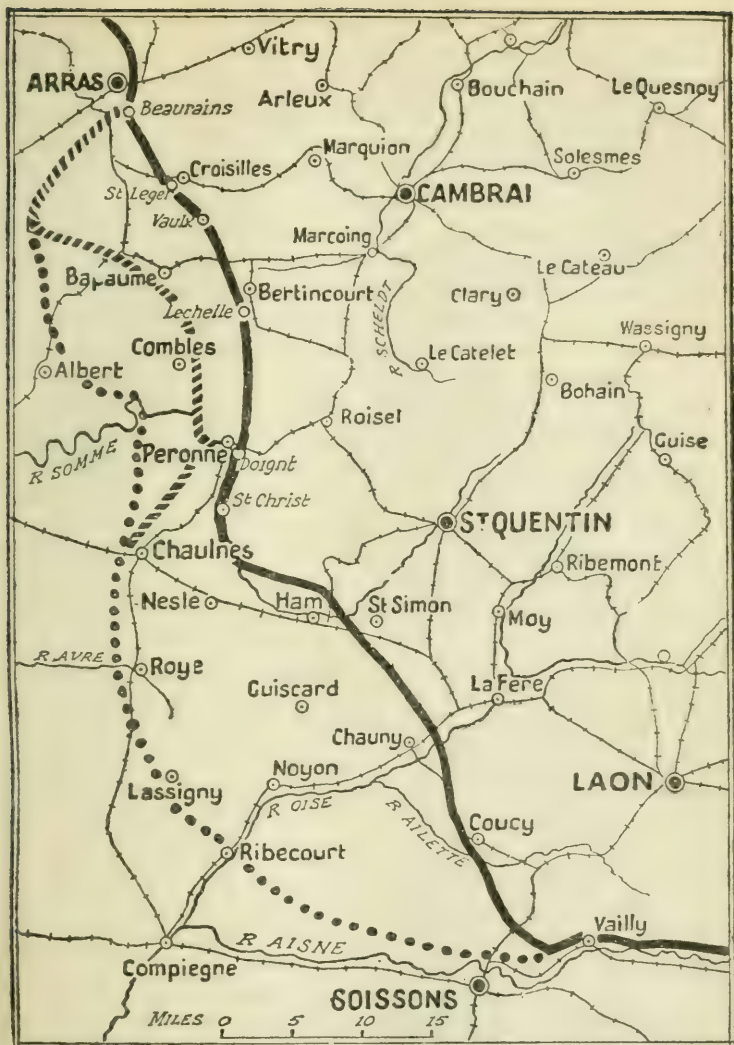 Vitry
ARRAS
Arleux
Bouchain
Le Quesnoy
Beaurains
Marquion
Solesmes
Croisilles
St Leger
CAMBRAI
Vaulx
Marcoing
Bapaume
Le Cateau
Bertincourt
Clary
Lechelle
R SCHELDT
Wassigny
Combles
Le Catelet
Albert
Bohain
Roisel
Guise
Peronne
Doignt
R SOMME
St Christ
ST QUENTIN
Chaulnes
Ribemont
Nesle
Ham
St Simon
Moy
R AVRE
Roye
Guiscard
La Fere
Chauny
Noyon
LAON
Lassigny
R OISE
R AILETTE
Coucy
Ribecourt
Vailly
R AISNE
Compiegne
SOISSONS
MILES 0 5 10 15